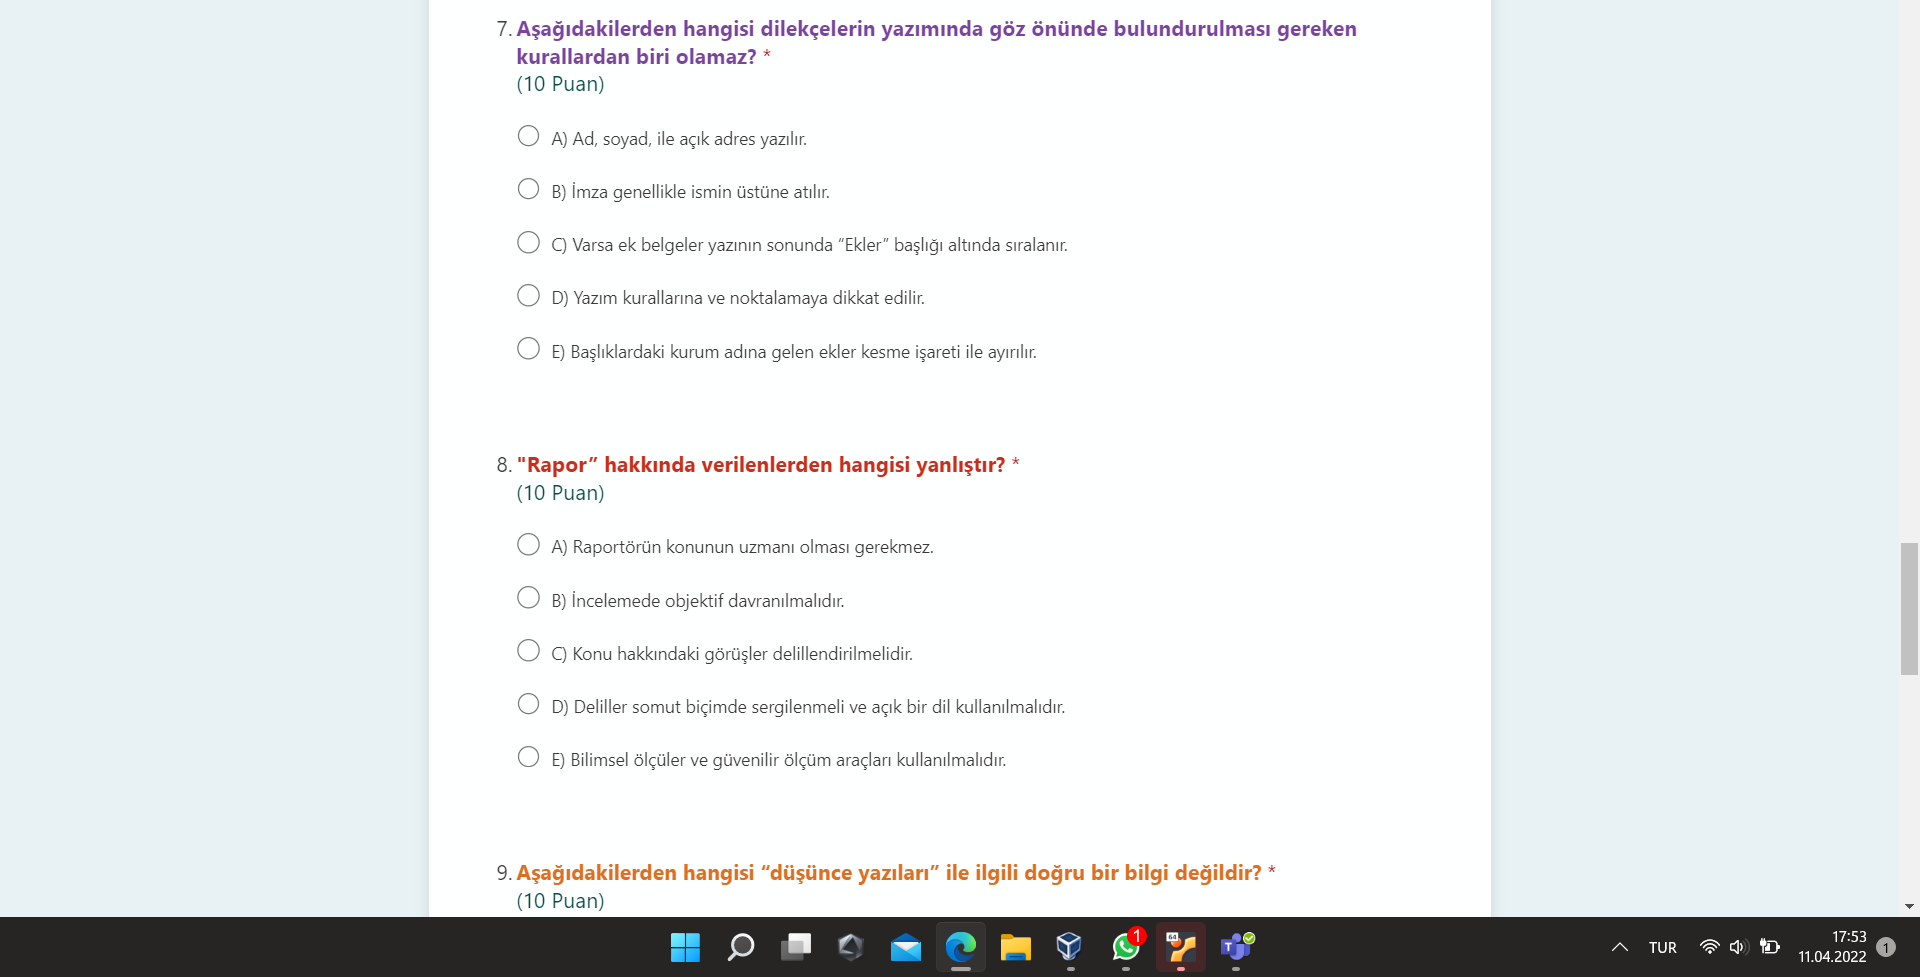 7. Aşağıdakilerden hangisi dilekçelerin yazımında göz önünde bulundurulması gereken
kurallardan biri olamaz? *
(10 Puan)
A) Ad, soyad, ile açık adres yazılır.
B) İmza genellikle ismin üstüne atılır.
C) Varsa ek belgeler yazının sonunda “Ekler” başlığı altında sıralanır.
D) Yazım kurallarına ve noktalamaya dikkat edilir.
E) Başlıklardaki kurum adına gelen ekler kesme işareti ile ayırılır.
8. "Rapor” hakkında verilenlerden hangisi yanlıştır? *
(10 Puan)
A) Raportörün konunun uzmanı olması gerekmez.
B) İncelemede objektif davranılmalıdır.
C) Konu hakkındaki görüşler delillendirilmelidir.
D) Deliller somut biçimde sergilenmeli ve açık bir dil kullanılmalıdır.
E) Bilimsel ölçüler ve güvenilir ölçüm araçları kullanılmalıdır.
9. Aşağıdakilerden hangisi “düşünce yazıları” ile ilgili doğru bir bilgi değildir? *
(10 Puan)
1
64
T
TUR
17:53
11.04.2022
1